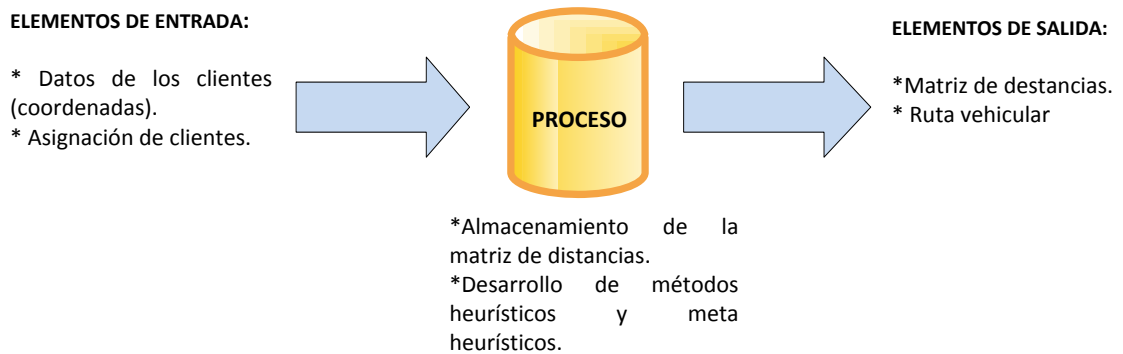 ELEMENTOS DE ENTRADA:
* Datos de los clientes
(coordenadas).
* Asignación de clientes.
PROCESO
*Almacenamiento de la
matriz de distancias.
*Desarrollo de métodos
heurísticos y meta
heurísticos.
ELEMENTOS DE SALIDA:
*Matriz de destancias.
* Ruta vehicular